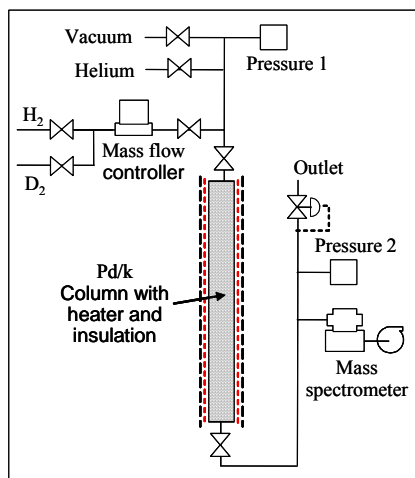 Vacuum
Helium
Pressure 1
H2
Mass flow
controller
D2
Outlet
Pressure 2
Pd/k
Column with
heater and
insulation
Mass
spectrometer